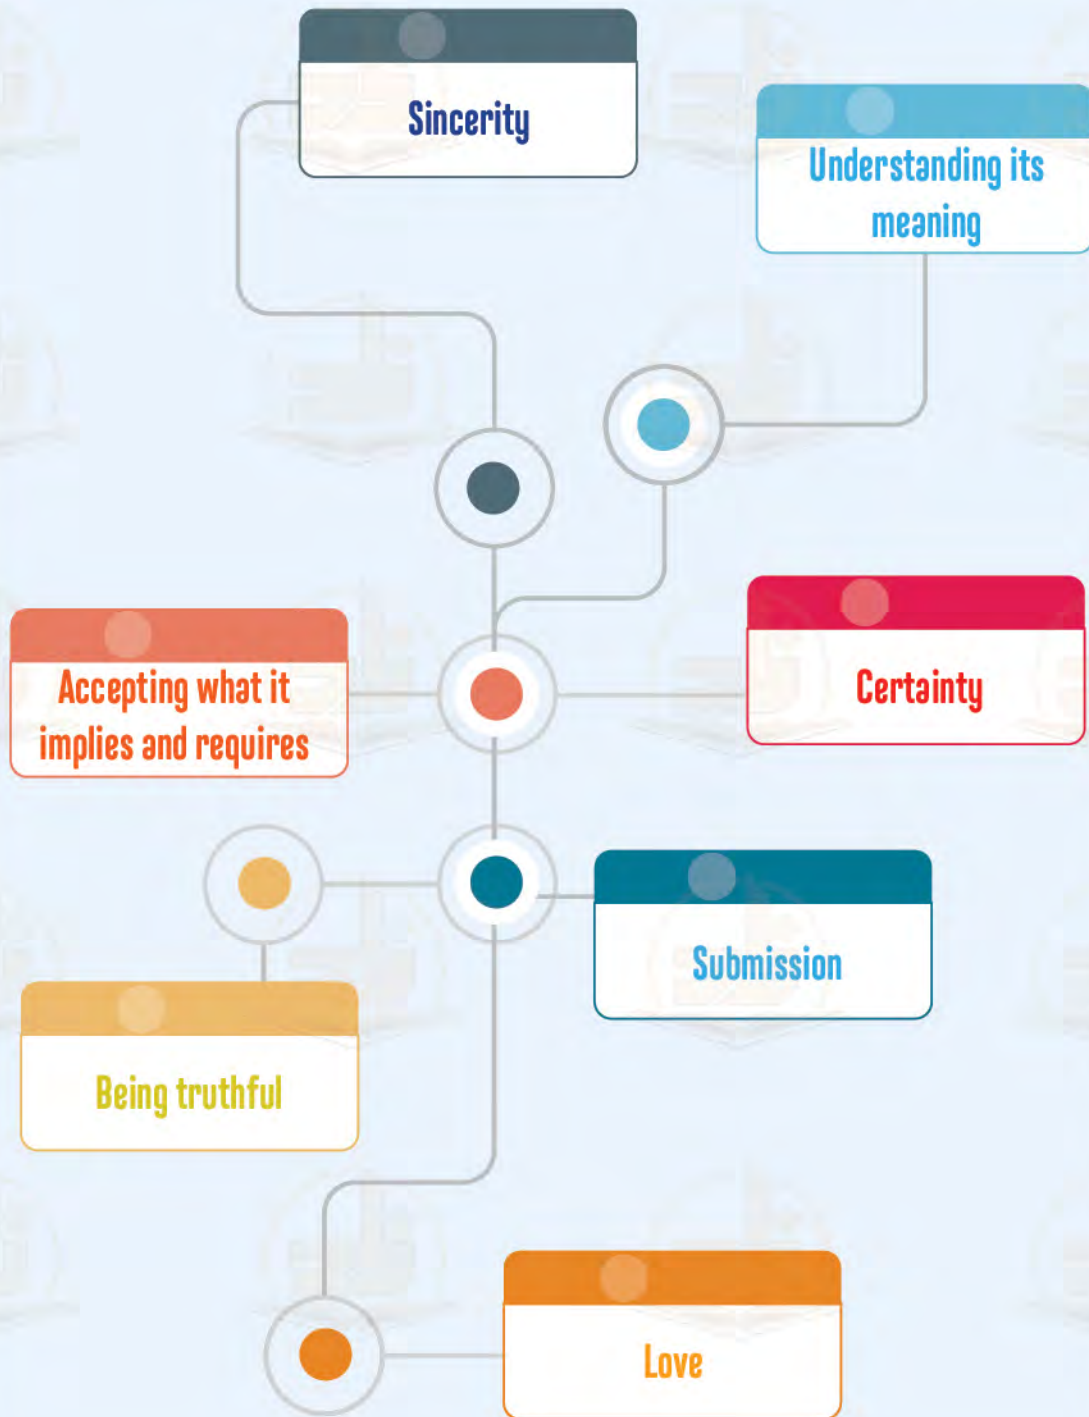 Sincerity
Understanding its
meaning
Accepting what it
implies and requires
Certainty
Submission
Being truthful
Love